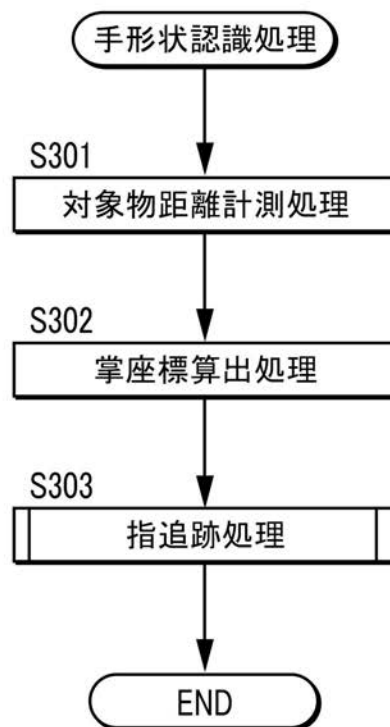 手形状認識処理
S301
対象物距離計測処理
S302
掌座標算出処理
S303
指追跡処理
END